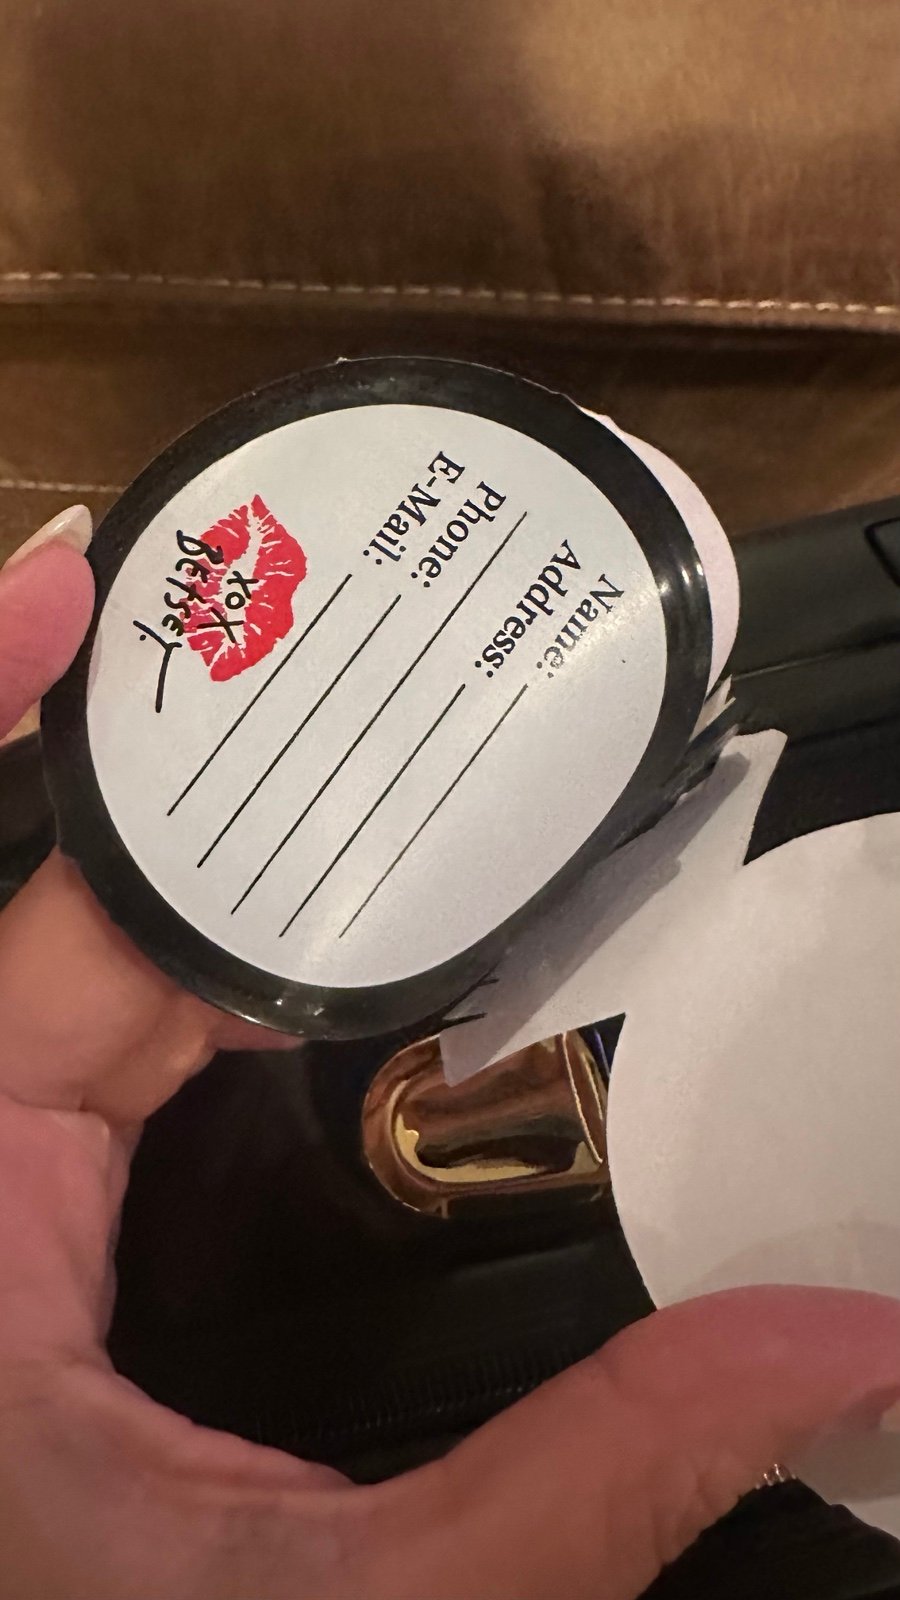 Name:
Address:
Phone:
E-Mail:
XOX
BETSEY